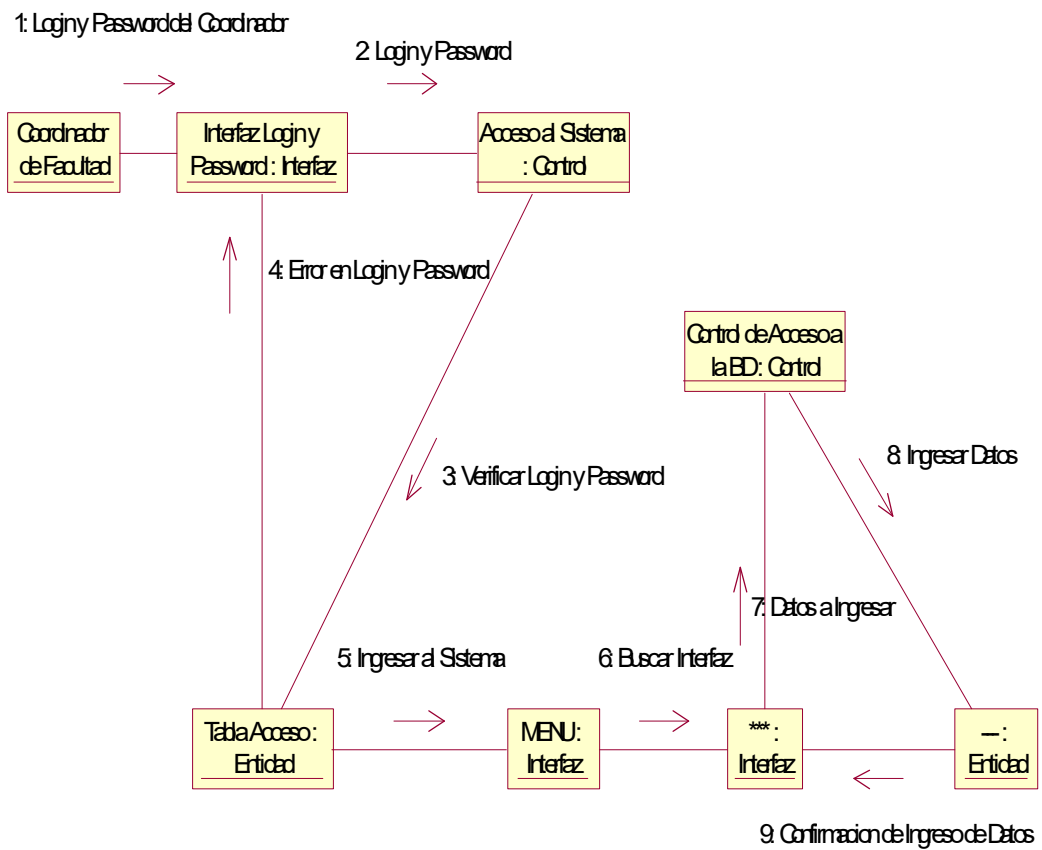 1: Login y Password del Coordinador
2: Login y Password
Coordinador
de Facultad
Interfaz Login y
Password : Interfaz
Acceso al Sistema
: Control
4: Error en Login y Password
Control de Acceso a
la BD : Control
3: Verificar Login y Password
8: Ingresar Datos
7: Datos a Ingresar
5: Ingresar al Sistema
6: Buscar Interfaz
Tabla Acceso :
Entidad
MENU :
Interfaz
*** :
Interfaz
--- :
Entidad
9: Confirmacion de Ingreso de Datos